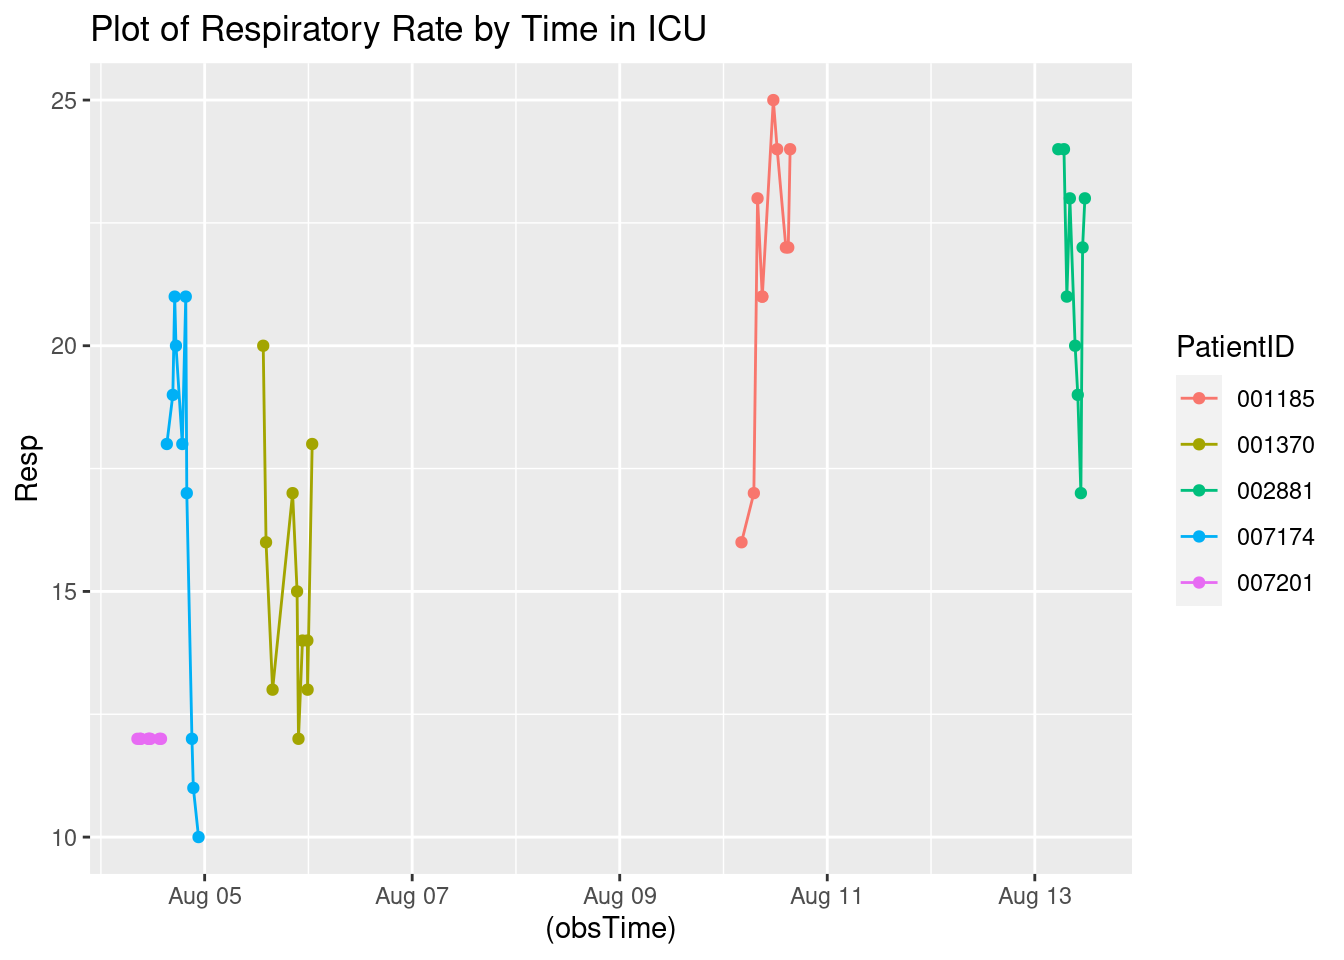 Plot of Respiratory Rate by Time in ICU
25
20
15
10
Resp
Aug 05
Aug 07
Aug 09
Aug 11
Aug 13
(obsTime)
PatientID
001185
001370
002881
007174
007201